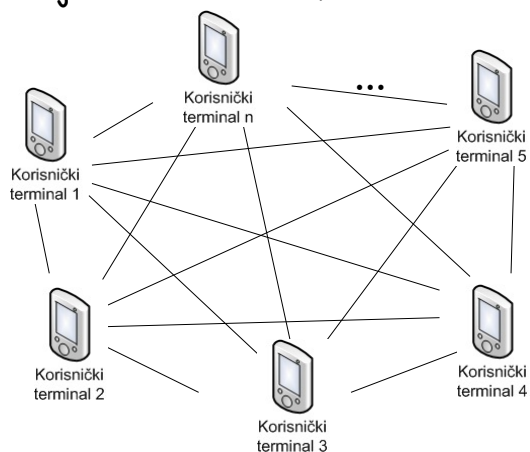 Korisnički
terminal n
...
Korisnički
terminal 5
Korisnički
terminal 1
Korisnički
terminal 2
Korisnički
terminal 3
Korisnički
terminal 4